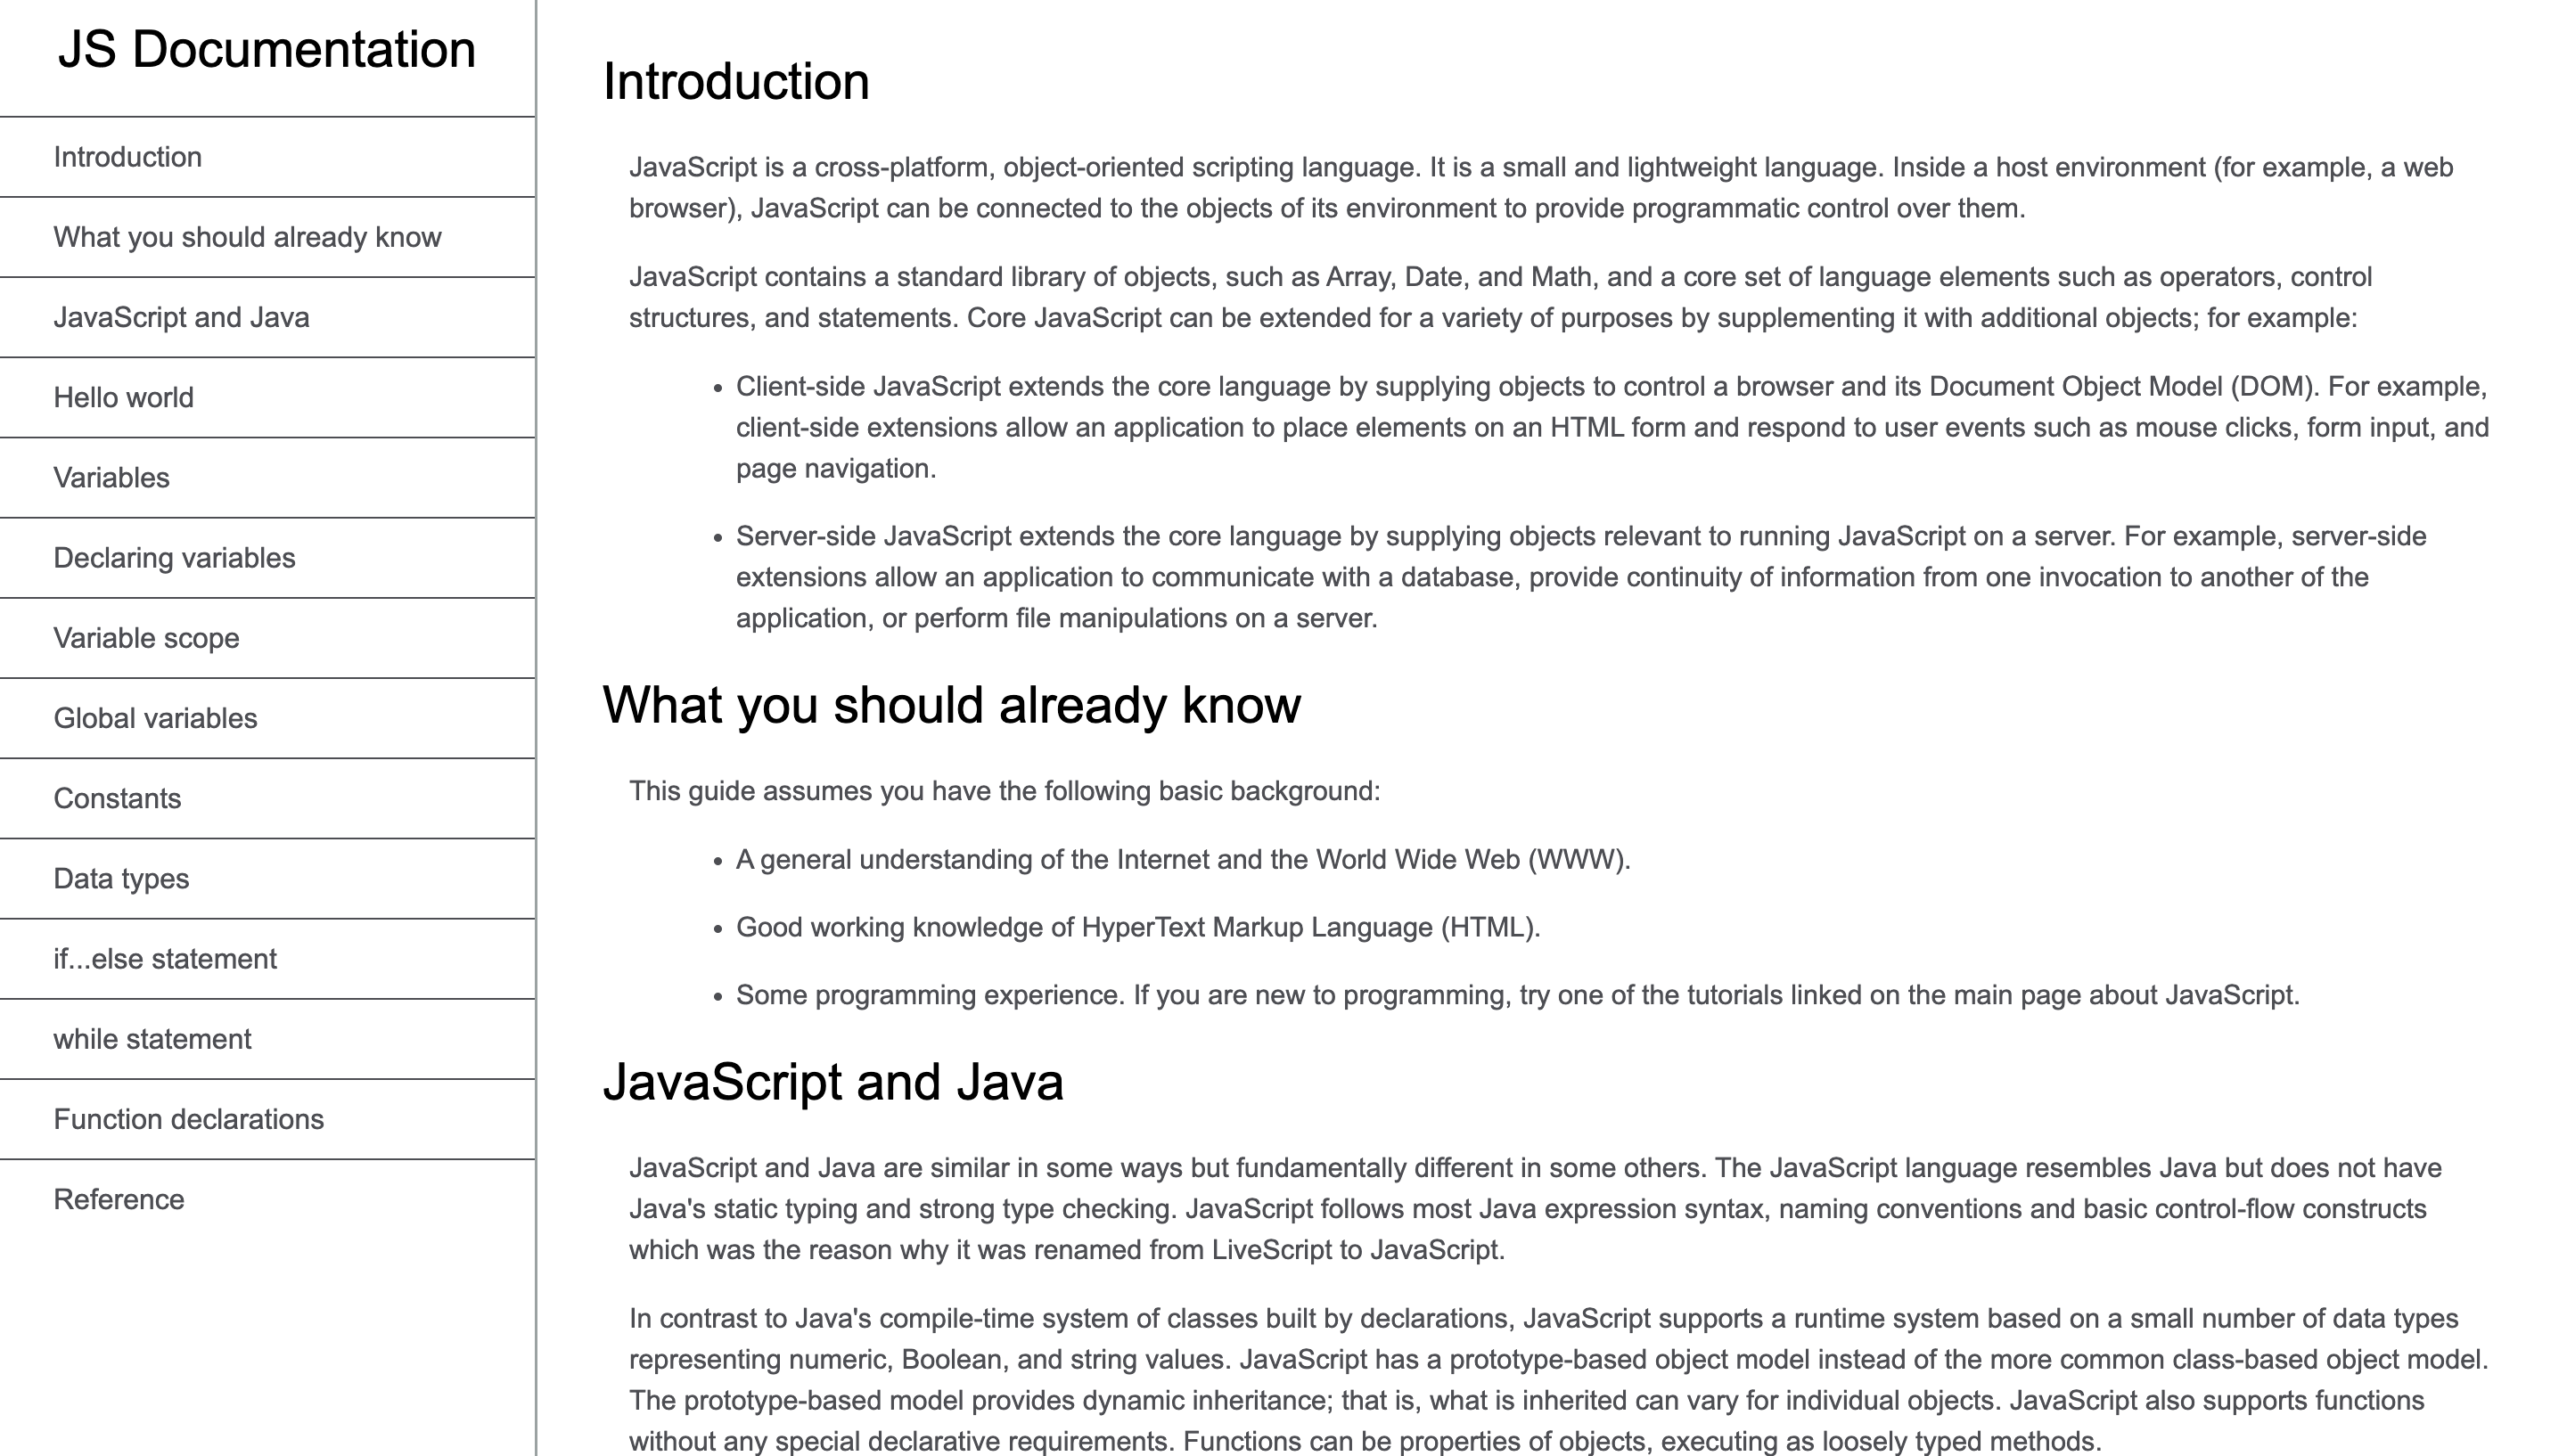 JS Documentation
Introduction
What you should already know
JavaScript and Java
Hello world
Variables
Declaring variables
Variable scope
Global variables
Constants
Data types
if...else statement
while statement
Function declarations
Reference
Introduction
JavaScript is a cross-platform, object-oriented scripting language. It is a small and lightweight language. Inside a host environment (for example, a web
browser), JavaScript can be connected to the objects of its environment to provide programmatic control over them.
JavaScript contains a standard library of objects, such as Array, Date, and Math, and a core set of language elements such as operators, control
structures, and statements. Core JavaScript can be extended for a variety of purposes by supplementing it with additional objects; for example:
• Client-side JavaScript extends the core language by supplying objects to control a browser and its Document Object Model (DOM). For example,
client-side extensions allow an application to place elements on an HTML form and respond to user events such as mouse clicks, form input, and
page navigation.
• Server-side JavaScript extends the core language by supplying objects relevant to running JavaScript on a server. For example, server-side
extensions allow an application to communicate with a database, provide continuity of information from one invocation to another of the
application, or perform file manipulations on a server.
What you should already know
This guide assumes you have the following basic background:
• A general understanding of the Internet and the World Wide Web (WWW).
• Good working knowledge of HyperText Markup Language (HTML).
• Some programming experience. If you are new to programming, try one of the tutorials linked on the main page about JavaScript.
JavaScript and Java
JavaScript and Java are similar in some ways but fundamentally different in some others. The JavaScript language resembles Java but does not have
Java's static typing and strong type checking. JavaScript follows most Java expression syntax, naming conventions and basic control-flow constructs
which was the reason why it was renamed from LiveScript to JavaScript.
In contrast to Java's compile-time system of classes built by declarations, JavaScript supports a runtime system based on a small number of data types
representing numeric, Boolean, and string values. JavaScript has a prototype-based object model instead of the more common class-based object model.
The prototype-based model provides dynamic inheritance; that is, what is inherited can vary for individual objects. JavaScript also supports functions
without any special declarative requirements. Functions can be properties of objects, executing as loosely typed methods.